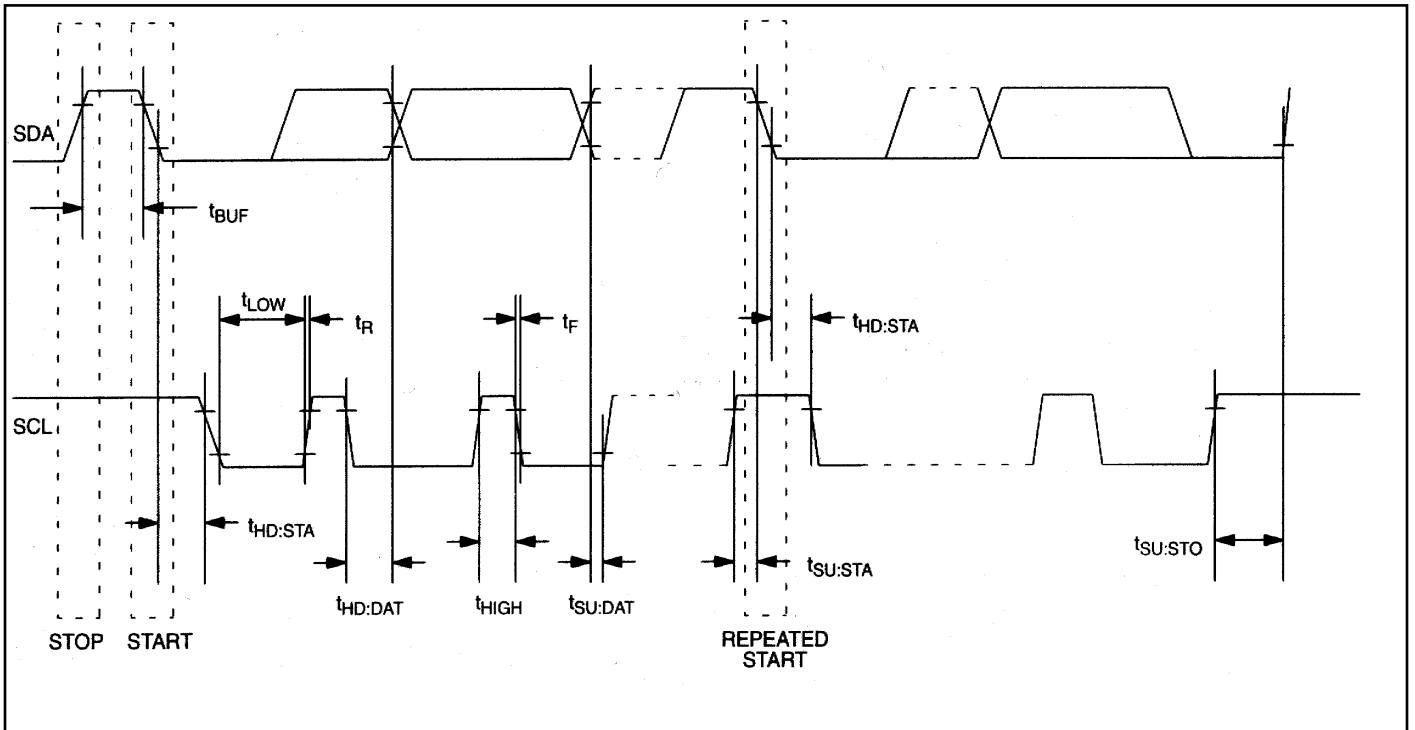 SDA
tBUF
tLOW
tR
tF
tHD:STA
SCL
tHD:STA
tSU:STA
tSU:STO
tHD:DAT
tHIGH
tSU:DAT
STOP
START
REPEATED
START